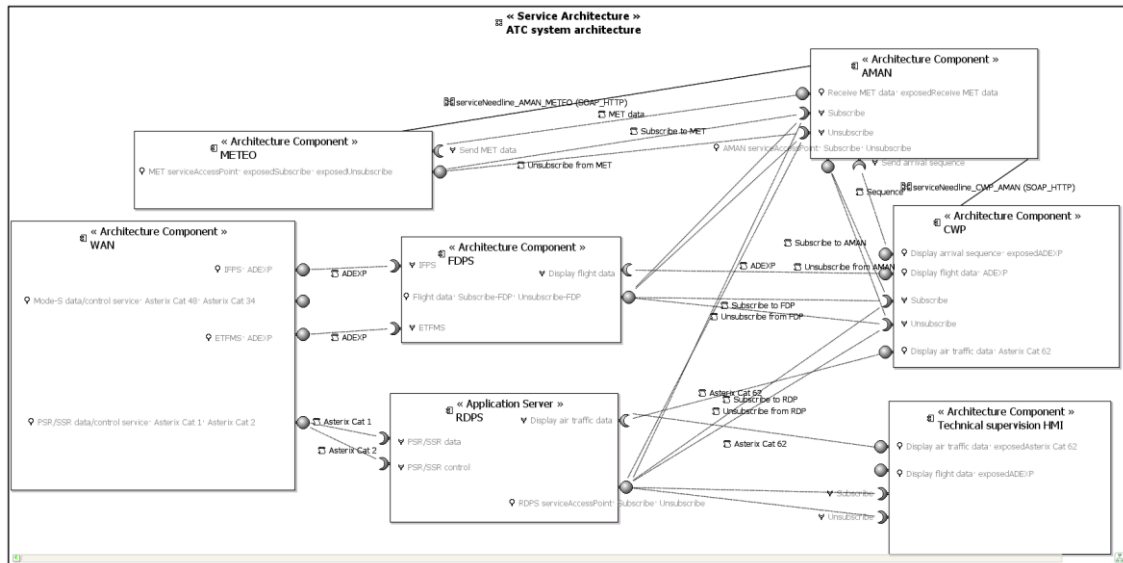 « Service Architecture »
ATC system architecture
« Architecture Component »
AMAN
Receive MET data· exposedReceive MET data
Subscribe
Unsubscribe
AMAN serviceAccessPoint· Subscribe· Unsubscribe
serviceNeedline_AMAN_METEO (SOAP_HTTP)
MET data
Subscribe to MET
Unsubscribe from MET
« Architecture Component »
METEO
Send MET data
MET serviceAccessPoint· exposedSubscribe· exposedUnsubscribe
Send arrival sequence
Sequence
serviceNeedline_CWP_AMAN (SOAP_HTTP)
« Architecture Component »
WAN
IFPS· ADEXP
Mode-S data/control service· Asterix Cat 48· Asterix Cat 34
ETFMS· ADEXP
PSR/SSR data/control service· Asterix Cat 1· Asterix Cat 2
ADEXP
ADEXP
Asterix Cat 1
Asterix Cat 2
« Architecture Component »
FDPS
IFPS
Display flight data
Flight data· Subscribe-FDP· Unsubscribe-FDP
ETFMS
Subscribe to AMAN
ADEXP
Unsubscribe from AMAN
Subscribe to FDP
Unsubscribe from FDP
« Architecture Component »
CWP
Display arrival sequence· exposedADEXP
Display flight data· ADEXP
Subscribe
Unsubscribe
Display air traffic data· Asterix Cat 62
« Application Server »
RDPS
Display air traffic data
PSR/SSR data
PSR/SSR control
RDPS serviceAccessPoint· Subscribe· Unsubscribe
Asterix Cat 62
Subscribe to RDP
Unsubscribe from RDP
Asterix Cat 62
« Architecture Component »
Technical supervision HMI
Display air traffic data· exposedAsterix Cat 62
Display flight data· exposedADEXP
Subscribe
Unsubscribe